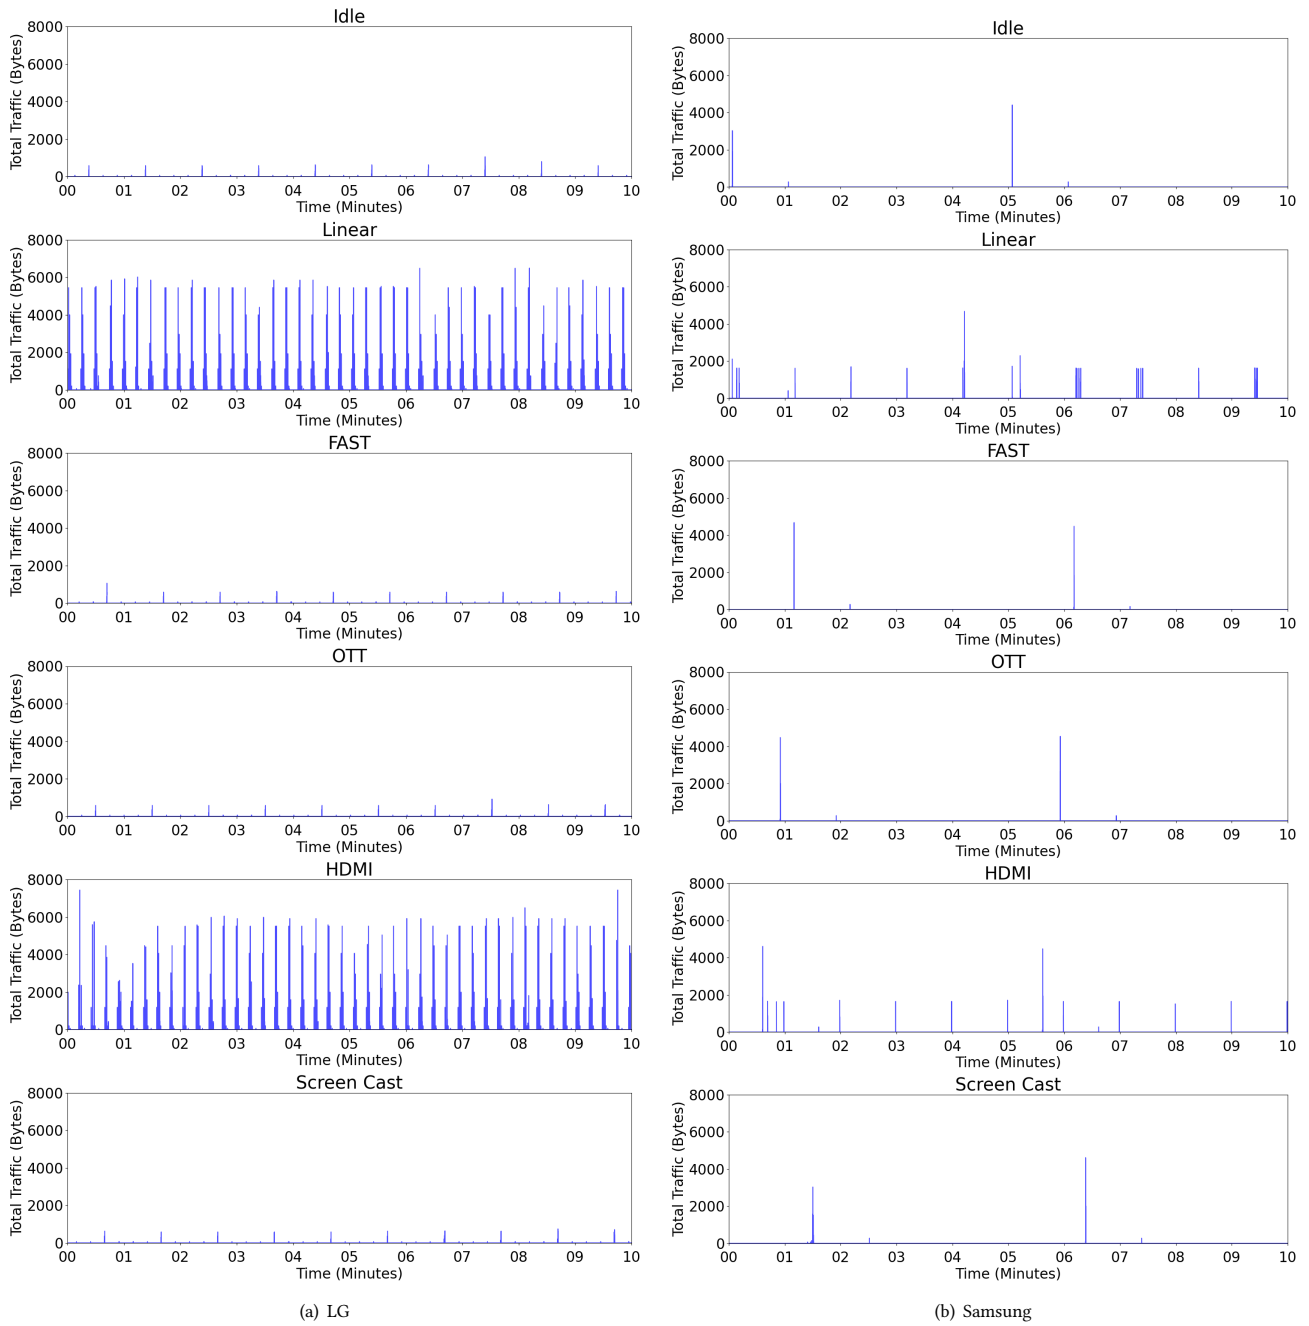 Idle
8000
6000
4000
2000
0
Total Traffic (Bytes)
00 01 02 03 04 05 06 07 08 09 10
Time (Minutes)
Linear
8000
6000
4000
2000
0
Total Traffic (Bytes)
00 01 02 03 04 05 06 07 08 09 10
Time (Minutes)
FAST
8000
6000
4000
2000
0
Total Traffic (Bytes)
00 01 02 03 04 05 06 07 08 09 10
Time (Minutes)
OTT
8000
6000
4000
2000
0
Total Traffic (Bytes)
00 01 02 03 04 05 06 07 08 09 10
Time (Minutes)
HDMI
8000
6000
4000
2000
0
Total Traffic (Bytes)
00 01 02 03 04 05 06 07 08 09 10
Time (Minutes)
Screen Cast
8000
6000
4000
2000
0
Total Traffic (Bytes)
00 01 02 03 04 05 06 07 08 09 10
Time (Minutes)
(a) LG
Idle
8000
6000
4000
2000
0
Total Traffic (Bytes)
00 01 02 03 04 05 06 07 08 09 10
Time (Minutes)
Linear
8000
6000
4000
2000
0
Total Traffic (Bytes)
00 01 02 03 04 05 06 07 08 09 10
Time (Minutes)
FAST
8000
6000
4000
2000
0
Total Traffic (Bytes)
00 01 02 03 04 05 06 07 08 09 10
Time (Minutes)
OTT
8000
6000
4000
2000
0
Total Traffic (Bytes)
00 01 02 03 04 05 06 07 08 09 10
Time (Minutes)
HDMI
8000
6000
4000
2000
0
Total Traffic (Bytes)
00 01 02 03 04 05 06 07 08 09 10
Time (Minutes)
Screen Cast
8000
6000
4000
2000
0
Total Traffic (Bytes)
00 01 02 03 04 05 06 07 08 09 10
Time (Minutes)
(b) Samsung